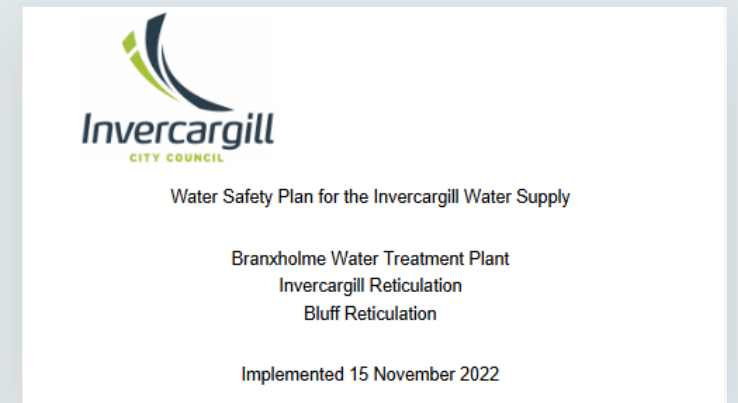 Invercargill
CITY COUNCIL
Water Safety Plan for the Invercargill Water Supply
Branxholme Water Treatment Plant
Invercargill Reticulation
Bluff Reticulation
Implemented 15 November 2022